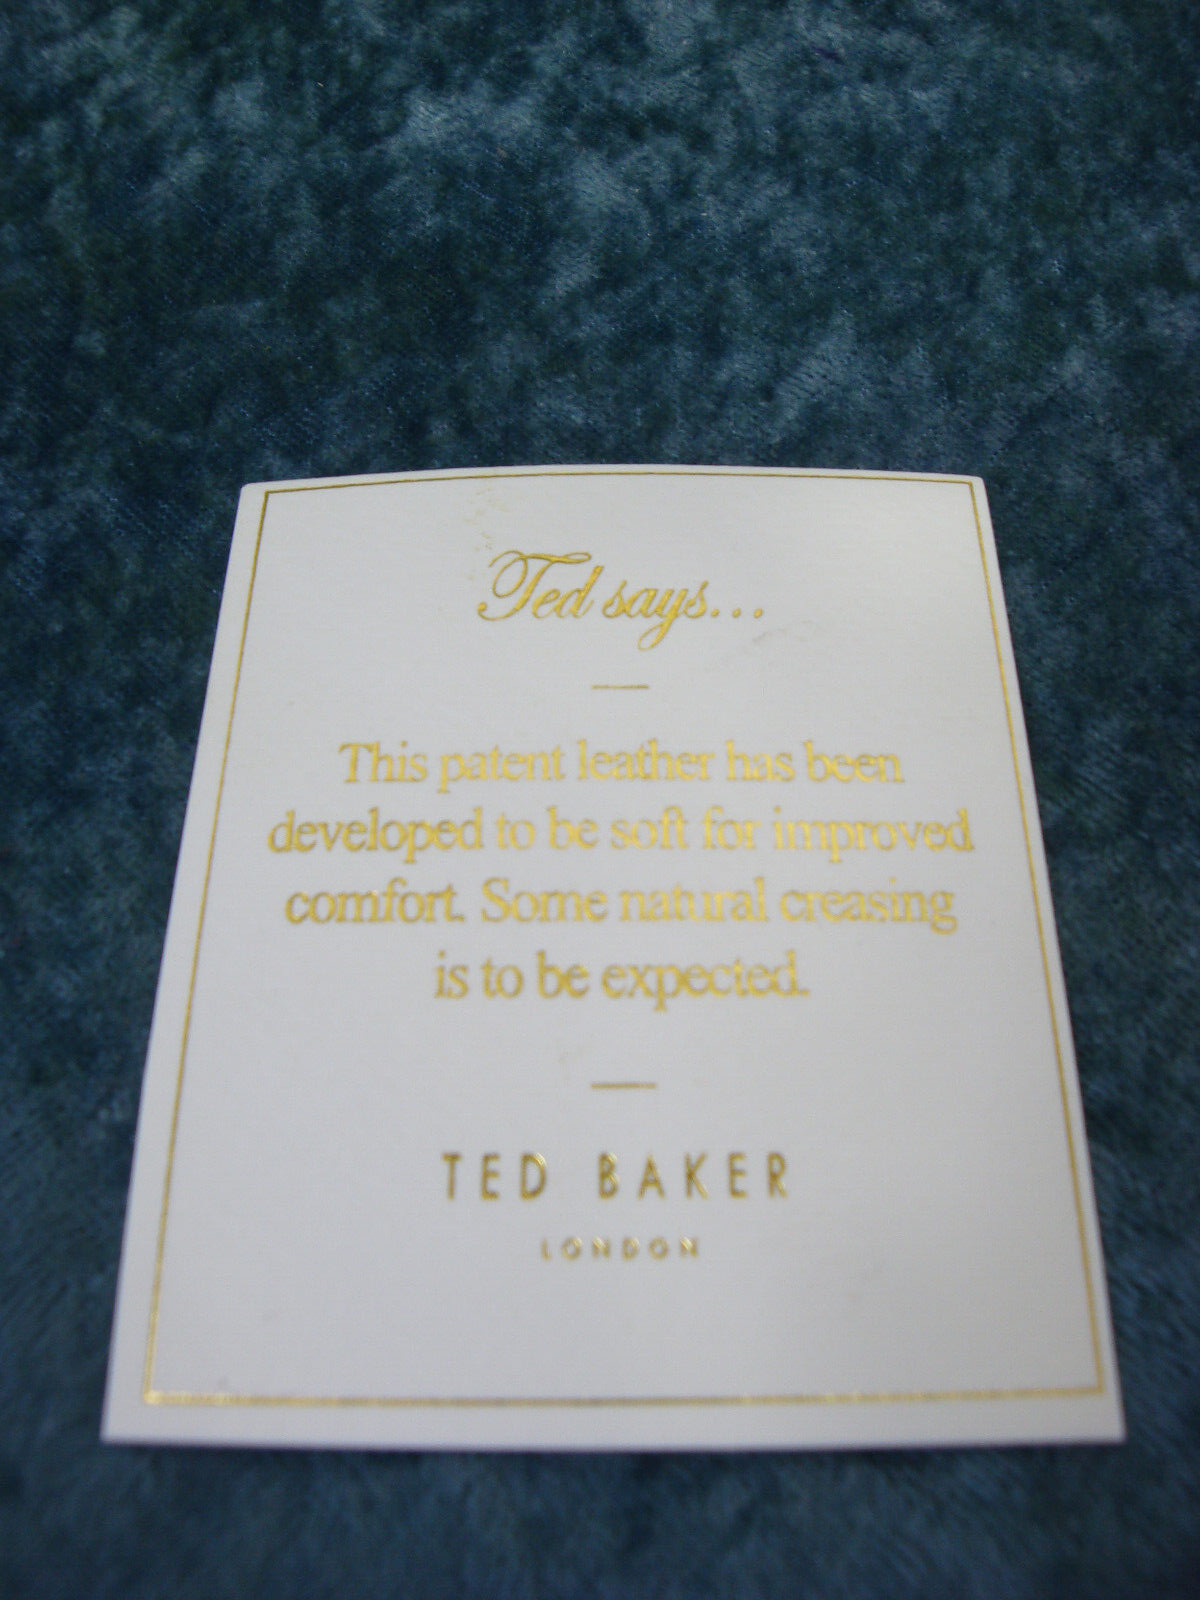 Ted says...
This patent leather has been
developed to be soft for improved
comfort. Some natural creasing
is to be expected.
TED BAKER
LONDON